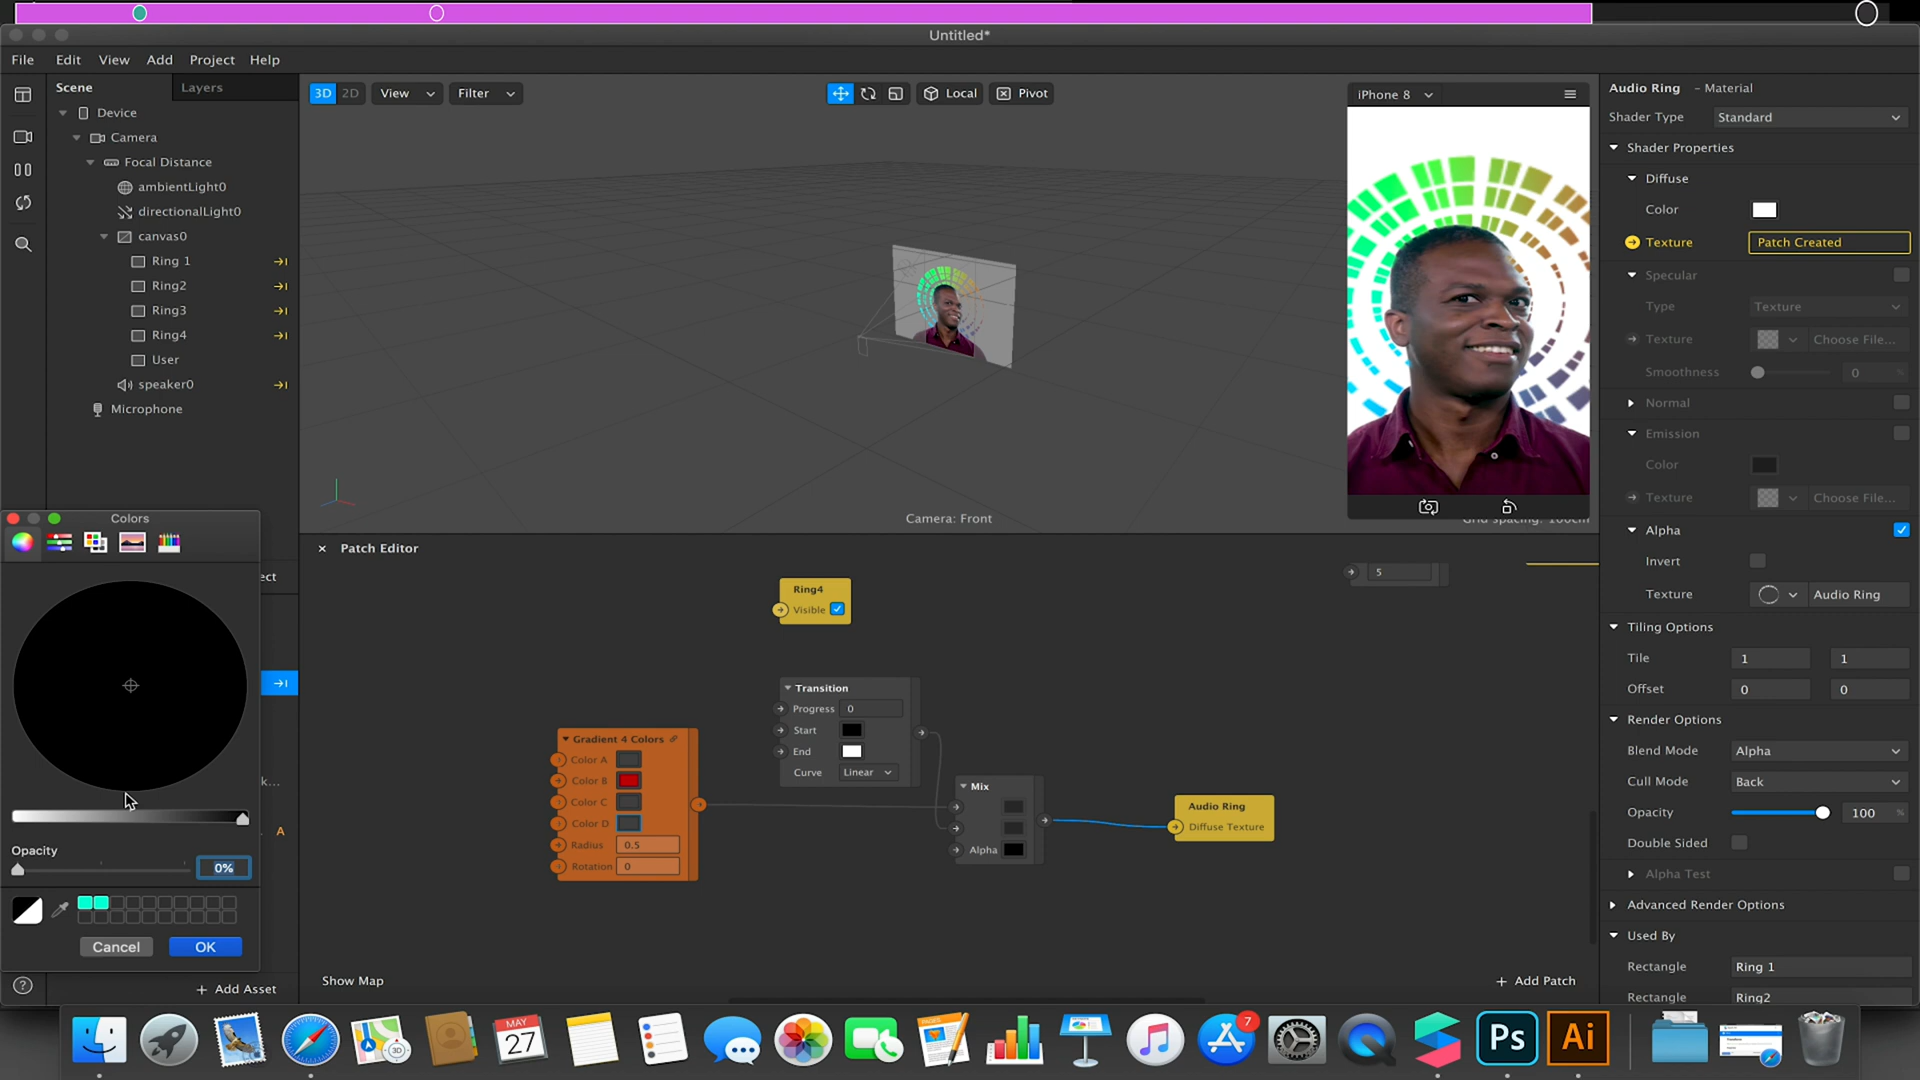 Untitled*
File Edit View Add Project Help
Scene
Layers
Device
Camera
Focal Distance
ambientLight0
directionalLight0
canvas0
Ring 1
Ring2
Ring3
Ring4
User
speaker0
Microphone
3D 2D View Filter
Local
Pivot
Camera: Front
iPhone 8
Audio Ring - Material
Shader Type Standard
Shader Properties
Diffuse
Color
Texture Patch Created
Specular
Type Texture
Texture Choose File...
Smoothness 0 %
Normal
Emission
Color
Texture Choose File...
Alpha
Invert
Texture Audio Ring
Tiling Options
Tile 1 1
Offset 0 0
Render Options
Blend Mode Alpha
Cull Mode Back
Opacity 100 %
Double Sided
Alpha Test
Advanced Render Options
Used By
Rectangle Ring 1
Rectangle Ring2
Colors
Opacity
0%
Cancel OK
ect
k...
A
+ Add Asset
Patch Editor
Ring4
Visible
5
Transition
Progress 0
Start
End
Curve Linear
Gradient 4 Colors
Color A
Color B
Color C
Color D
Radius 0.5
Rotation 0
Mix
Alpha
Audio Ring
Diffuse Texture
Show Map
+ Add Patch
MAY
27
3D
7
Ps
Ai